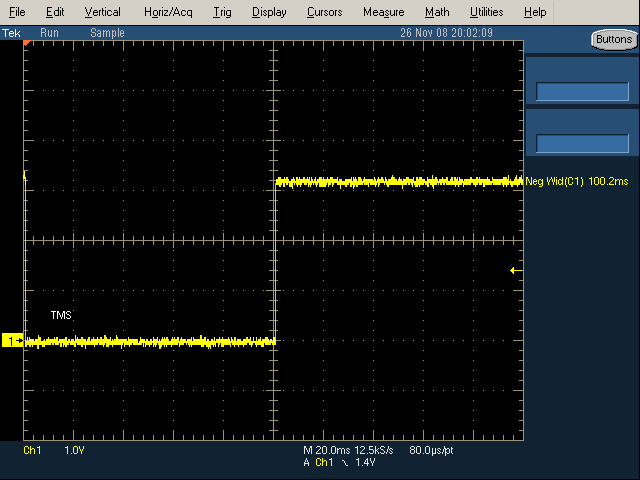 File Edit Vertical Horiz/Acq Trig Display Cursors Measure Math Utilities Help
Tek Run Sample 26 Nov 08 20:02:09 Buttons
Neg Wid(C1) 100.2ms
TMS
1
Ch1 1.0V M 20.0ms 12.5kS/s 80.0µs/pt
A Ch1 1.4V